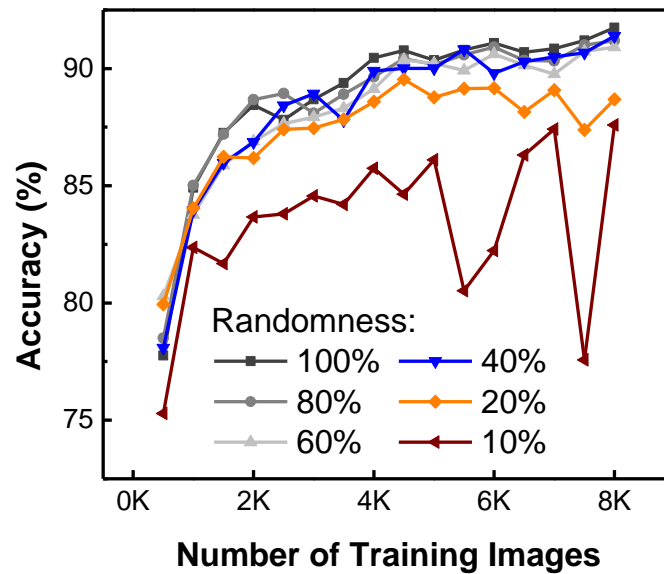 90
85
80
75
Accuracy (%)
Randomness:
100% 40%
80% 20%
60% 10%
0K 2K 4K 6K 8K
Number of Training Images